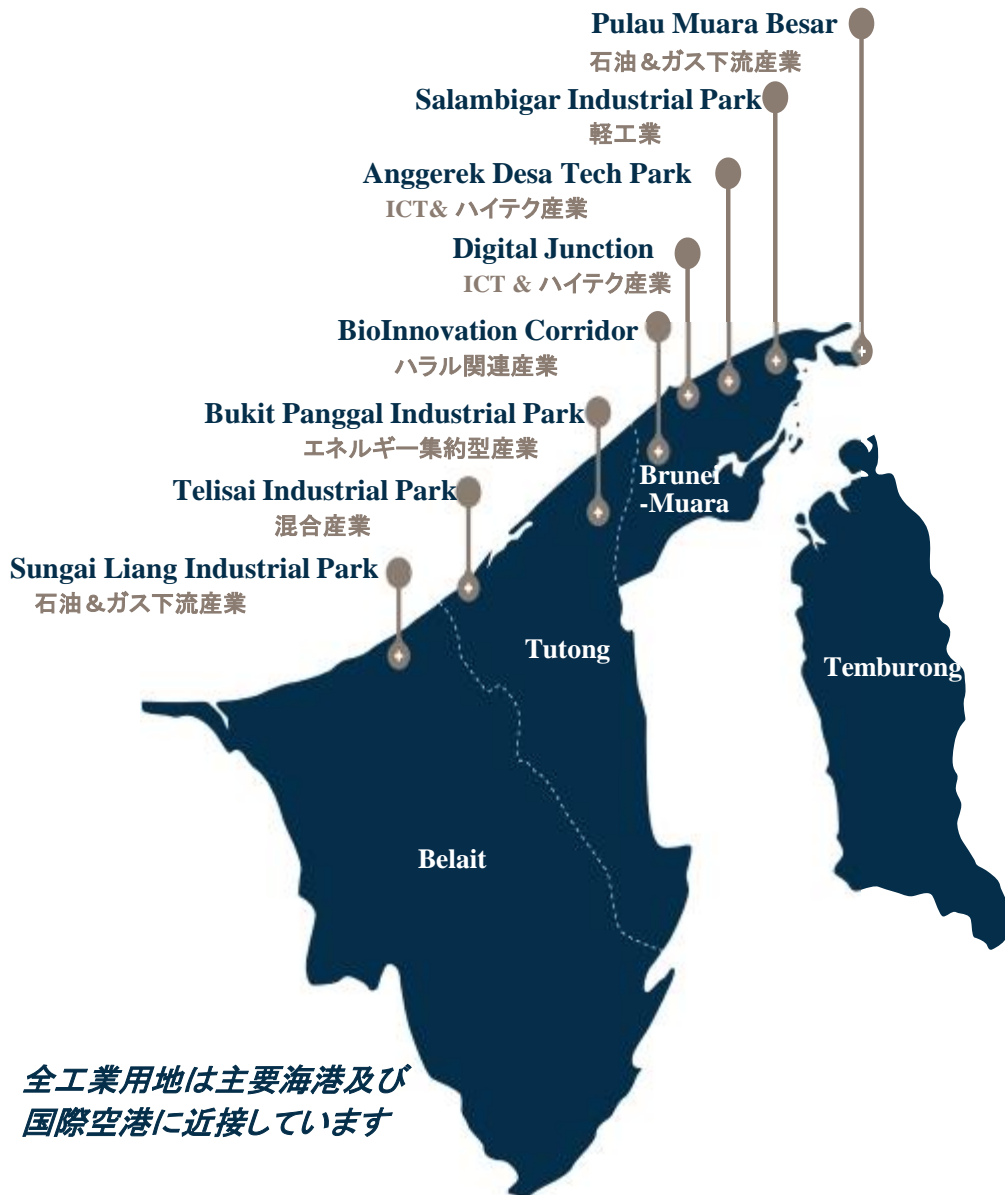 Pulau Muara Besar
石油&ガス下流産業
Salambigar Industrial Park
軽工業
Anggerek Desa Tech Park
ICT& ハイテク産業
Digital Junction
ICT & ハイテク産業
BioInnovation Corridor
ハラル関連産業
Bukit Panggal Industrial Park
エネルギー集約型産業
Telisai Industrial Park
混合産業
Sungai Liang Industrial Park
石油&ガス下流産業
Brunei
-Muara
Tutong
Temburong
Belait
全工業用地は主要海港及び
国際空港に近接しています